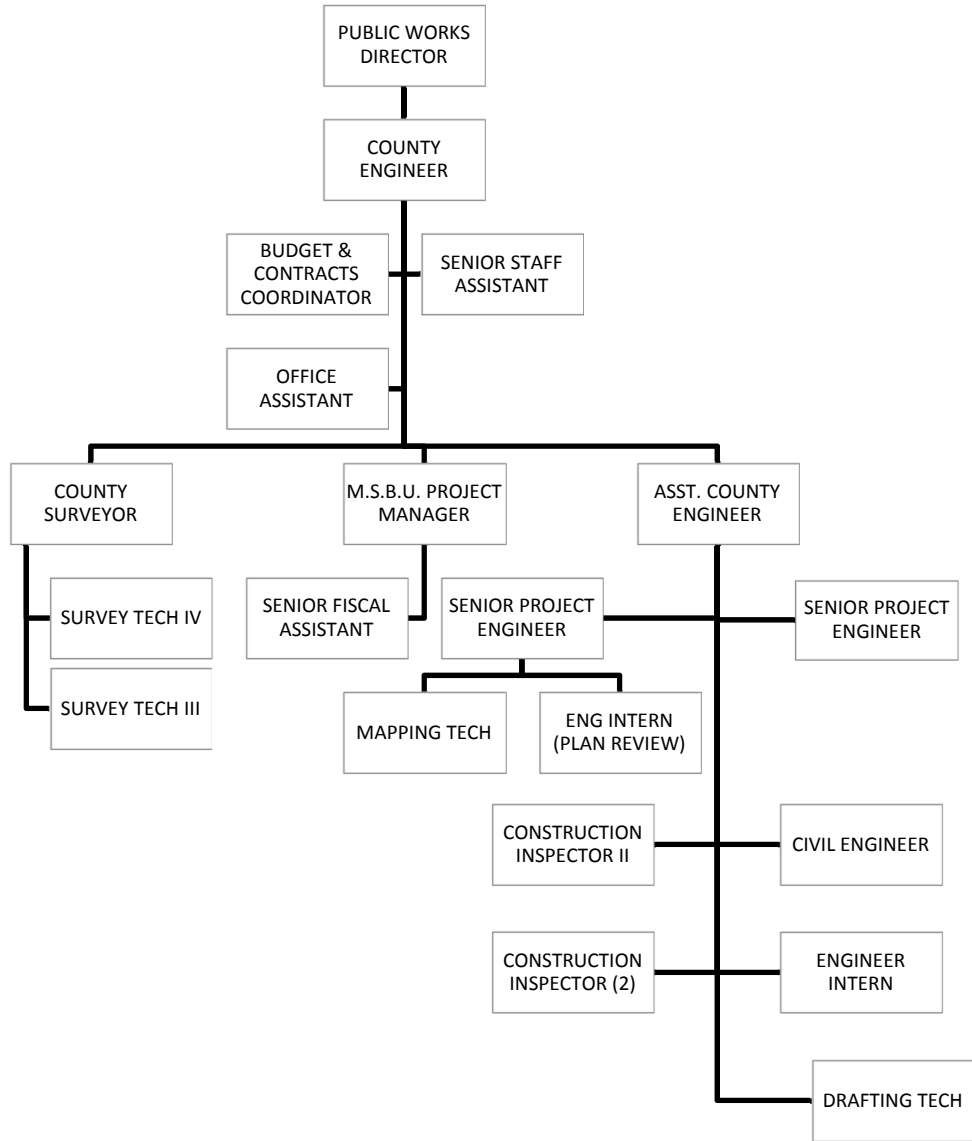 PUBLIC WORKS
DIRECTOR
COUNTY
ENGINEER
BUDGET &
CONTRACTS
COORDINATOR
SENIOR STAFF
ASSISTANT
OFFICE
ASSISTANT
COUNTY
SURVEYOR
M.S.B.U. PROJECT
MANAGER
ASST. COUNTY
ENGINEER
SURVEY TECH IV
SENIOR FISCAL
ASSISTANT
SENIOR PROJECT
ENGINEER
SENIOR PROJECT
ENGINEER
SURVEY TECH III
MAPPING TECH
ENG INTERN
(PLAN REVIEW)
CONSTRUCTION
INSPECTOR II
CIVIL ENGINEER
CONSTRUCTION
INSPECTOR (2)
ENGINEER
INTERN
DRAFTING TECH